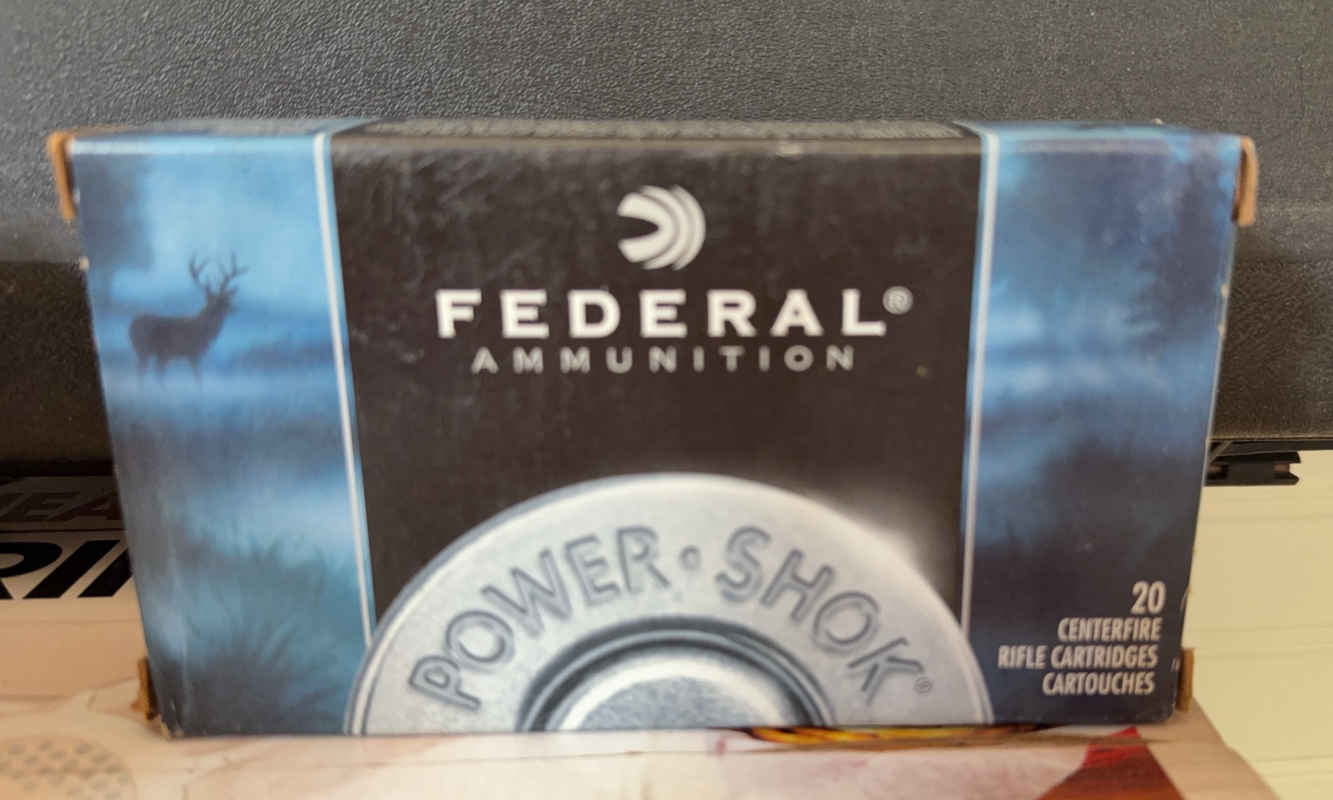 FEDERAL®
AMMUNITION
POWER·SHOK®
20
CENTERFIRE
RIFLE CARTRIDGES
CARTOUCHES